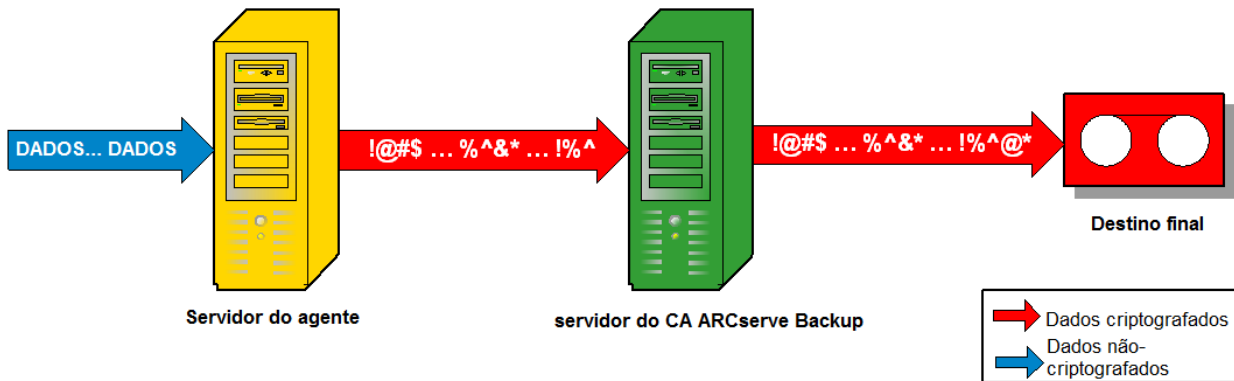 DADOS... DADOS
!@#$ ... %^&* ... !%^
!@#$ ... %^&* ... !%^@*
Destino final
Servidor do agente
servidor do CA ARCserve Backup
Dados criptografados
Dados não-
criptografados